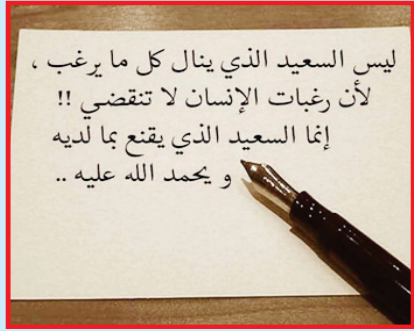 ليس السعيد الذي ينال كل ما يرغب ،
لأن رغبات الإنسان لا تنقضي !!
إنما السعيد الذي يقنع بما لديه
و يحمد الله عليه ..